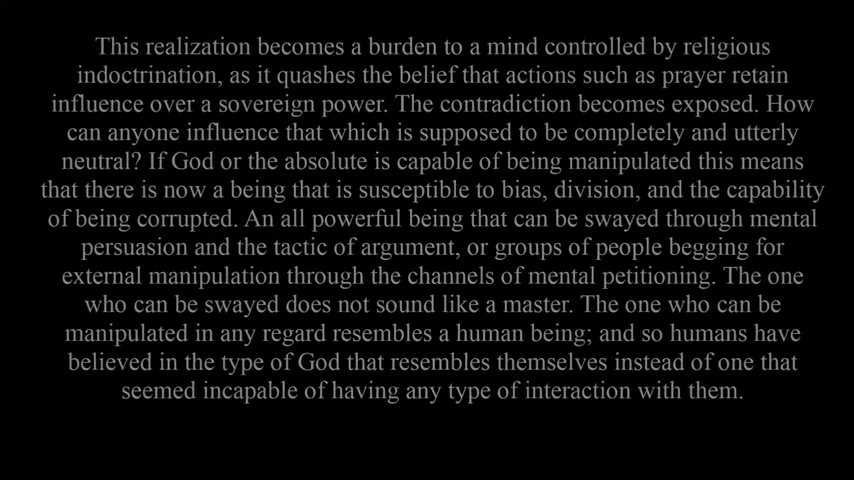 This realization becomes a burden to a mind controlled by religious
indoctrination, as it quashes the belief that actions such as prayer retain
influence over a sovereign power. The contradiction becomes exposed. How
can anyone influence that which is supposed to be completely and utterly
neutral? If God or the absolute is capable of being manipulated this means
that there is now a being that is susceptible to bias, division, and the capability
of being corrupted. An all powerful being that can be swayed through mental
persuasion and the tactic of argument, or groups of people begging for
external manipulation through the channels of mental petitioning. The one
who can be swayed does not sound like a master. The one who can be
manipulated in any regard resembles a human being; and so humans have
believed in the type of God that resembles themselves instead of one that
seemed incapable of having any type of interaction with them.